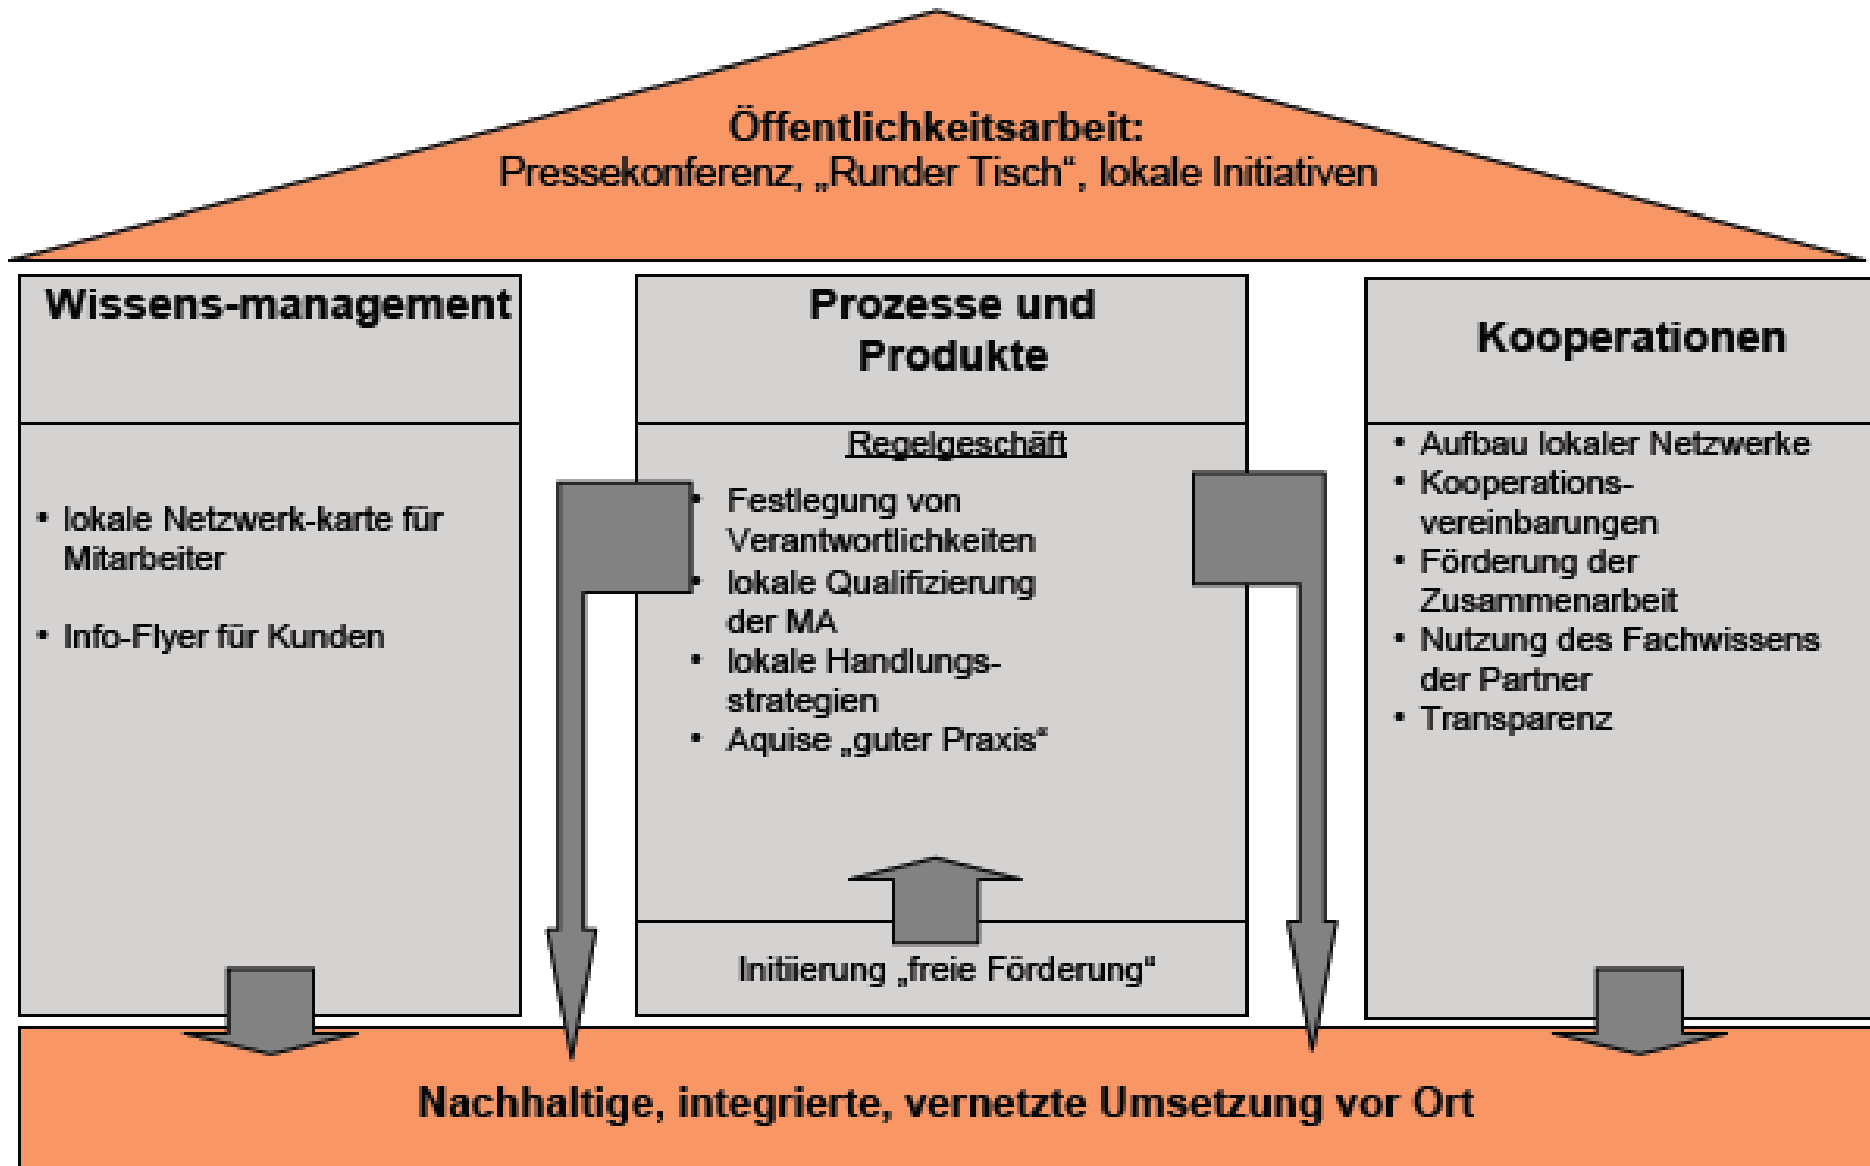 Öffentlichkeitsarbeit:
Pressekonferenz, „Runder Tisch“, lokale Initiativen
Wissens-management
• lokale Netzwerk-karte für
Mitarbeiter
• Info-Flyer für Kunden
Prozesse und
Produkte
Regelgeschäft
• Festlegung von
Verantwortlichkeiten
• lokale Qualifizierung
der MA
• lokale Handlungs-
strategien
• Aquise „guter Praxis“
Initiierung „freie Förderung“
Kooperationen
• Aufbau lokaler Netzwerke
• Kooperations-
vereinbarungen
• Förderung der
Zusammenarbeit
• Nutzung des Fachwissens
der Partner
• Transparenz
Nachhaltige, integrierte, vernetzte Umsetzung vor Ort